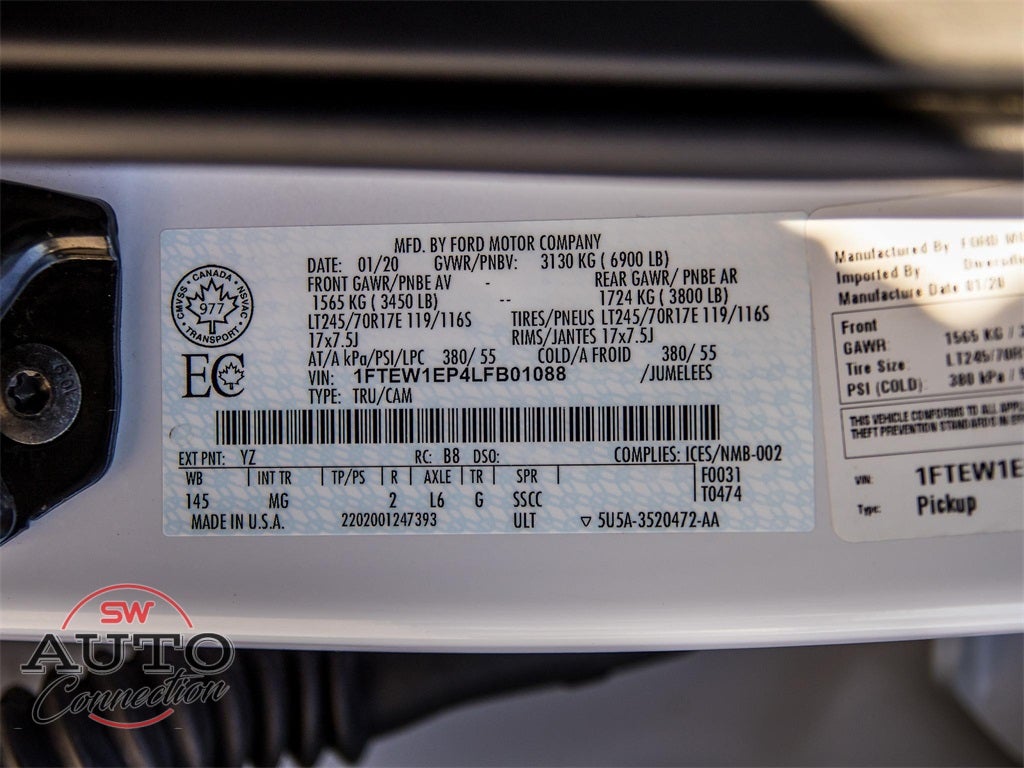 MFD. BY FORD MOTOR COMPANY
DATE: 01/20 GVWR/PNBV: 3130 KG ( 6900 LB)
FRONT GAWR/ PNBE AV - REAR GAWR/ PNBE AR
1565 KG ( 3450 LB) -- 1724 KG ( 3800 LB)
LT245/70R17E 119/116S TIRES/PNEUS LT245/70R17E 119/116S
17x7.5J RIMS/JANTES 17x7.5J
AT/A kPa/PSI/LPC 380/ 55 COLD/A FROID 380/ 55
VIN: 1FTEW1EP4LFB01088 /JUMELEES
TYPE: TRU/CAM
CANADA
CMVSS 977 NSVAC
TRANSPORT
EC
EXT PNT: YZ RC: B8 DSO: COMPLIES: ICES/NMB-002
WB INT TR TP/PS R AXLE TR SPR F0031
145 MG 2 L6 G SSCC T0474
MADE IN U.S.A. 2202001247393 ULT 5U5A-3520472-AA
Manufactured By FORD
Imported By
Manufacture Date 01/20
Front
GAWR: 1565 KG /
Tire Size: LT245/70R
PSI (COLD): 380 kPa /
THIS VEHICLE CONFORMS TO ALL
THEFT PREVENTION STANDARDS IN
VIN: 1FTEW1E
Type: Pickup
SW
AUTO
Connection